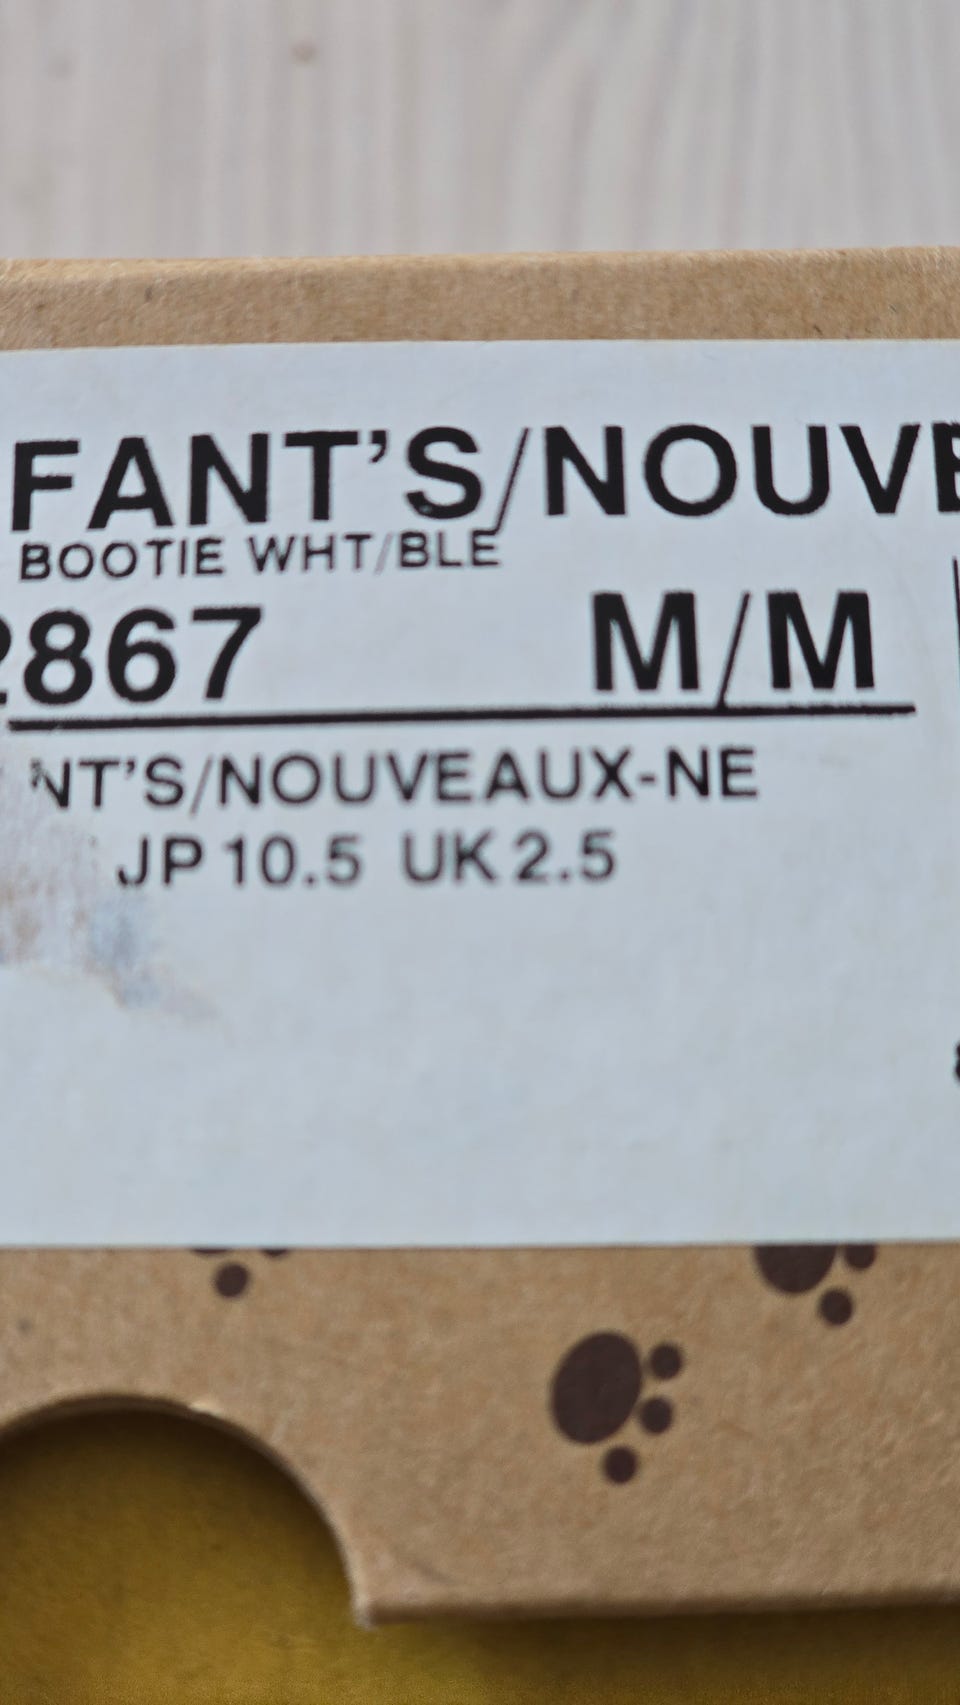 FANT'S/NOUVE
BOOTIE WHT/BLE
2867 M/M
NT'S/NOUVEAUX-NE
JP 10.5 UK 2.5